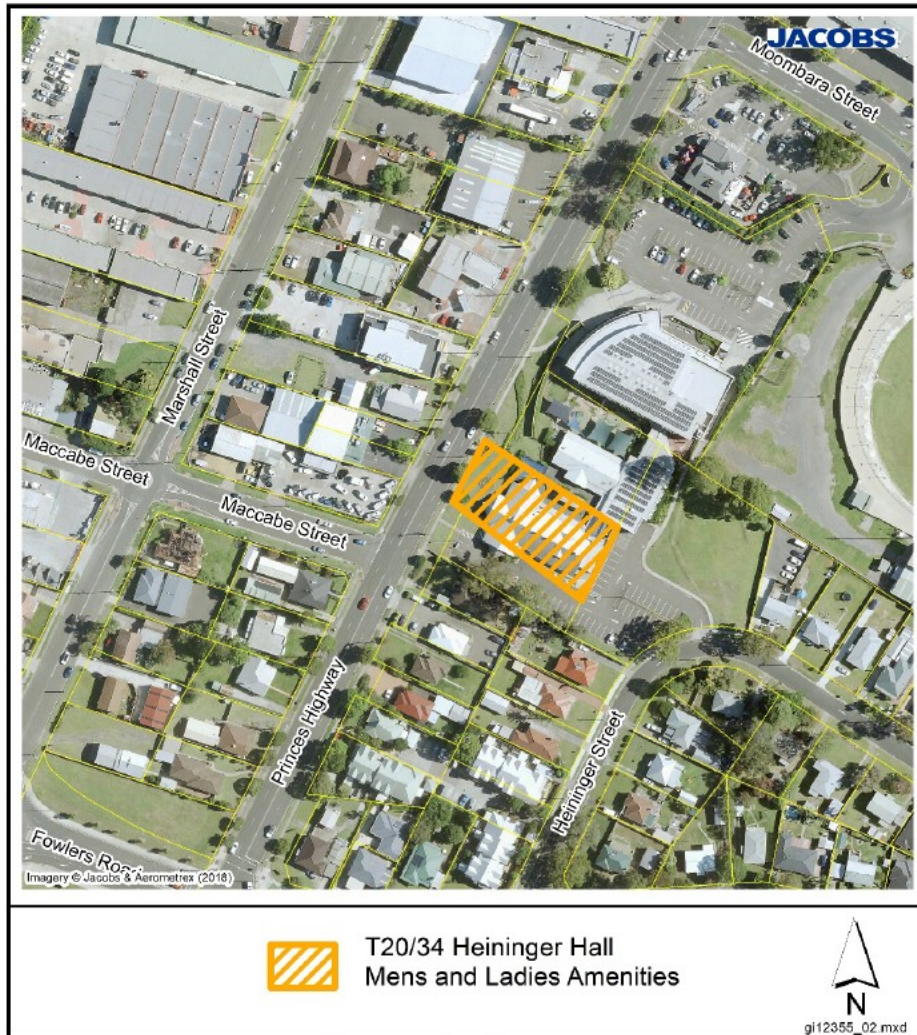 JACOBS
Moombara Street
Marshall Street
Maccabe Street
Maccabe Street
Princes Highway
Heininger Street
Fowlers Road
Imagery © Jacobs & Aerometrex (2018)
T20/34 Heininger Hall
Mens and Ladies Amenities
N
gi12355_02.mxd